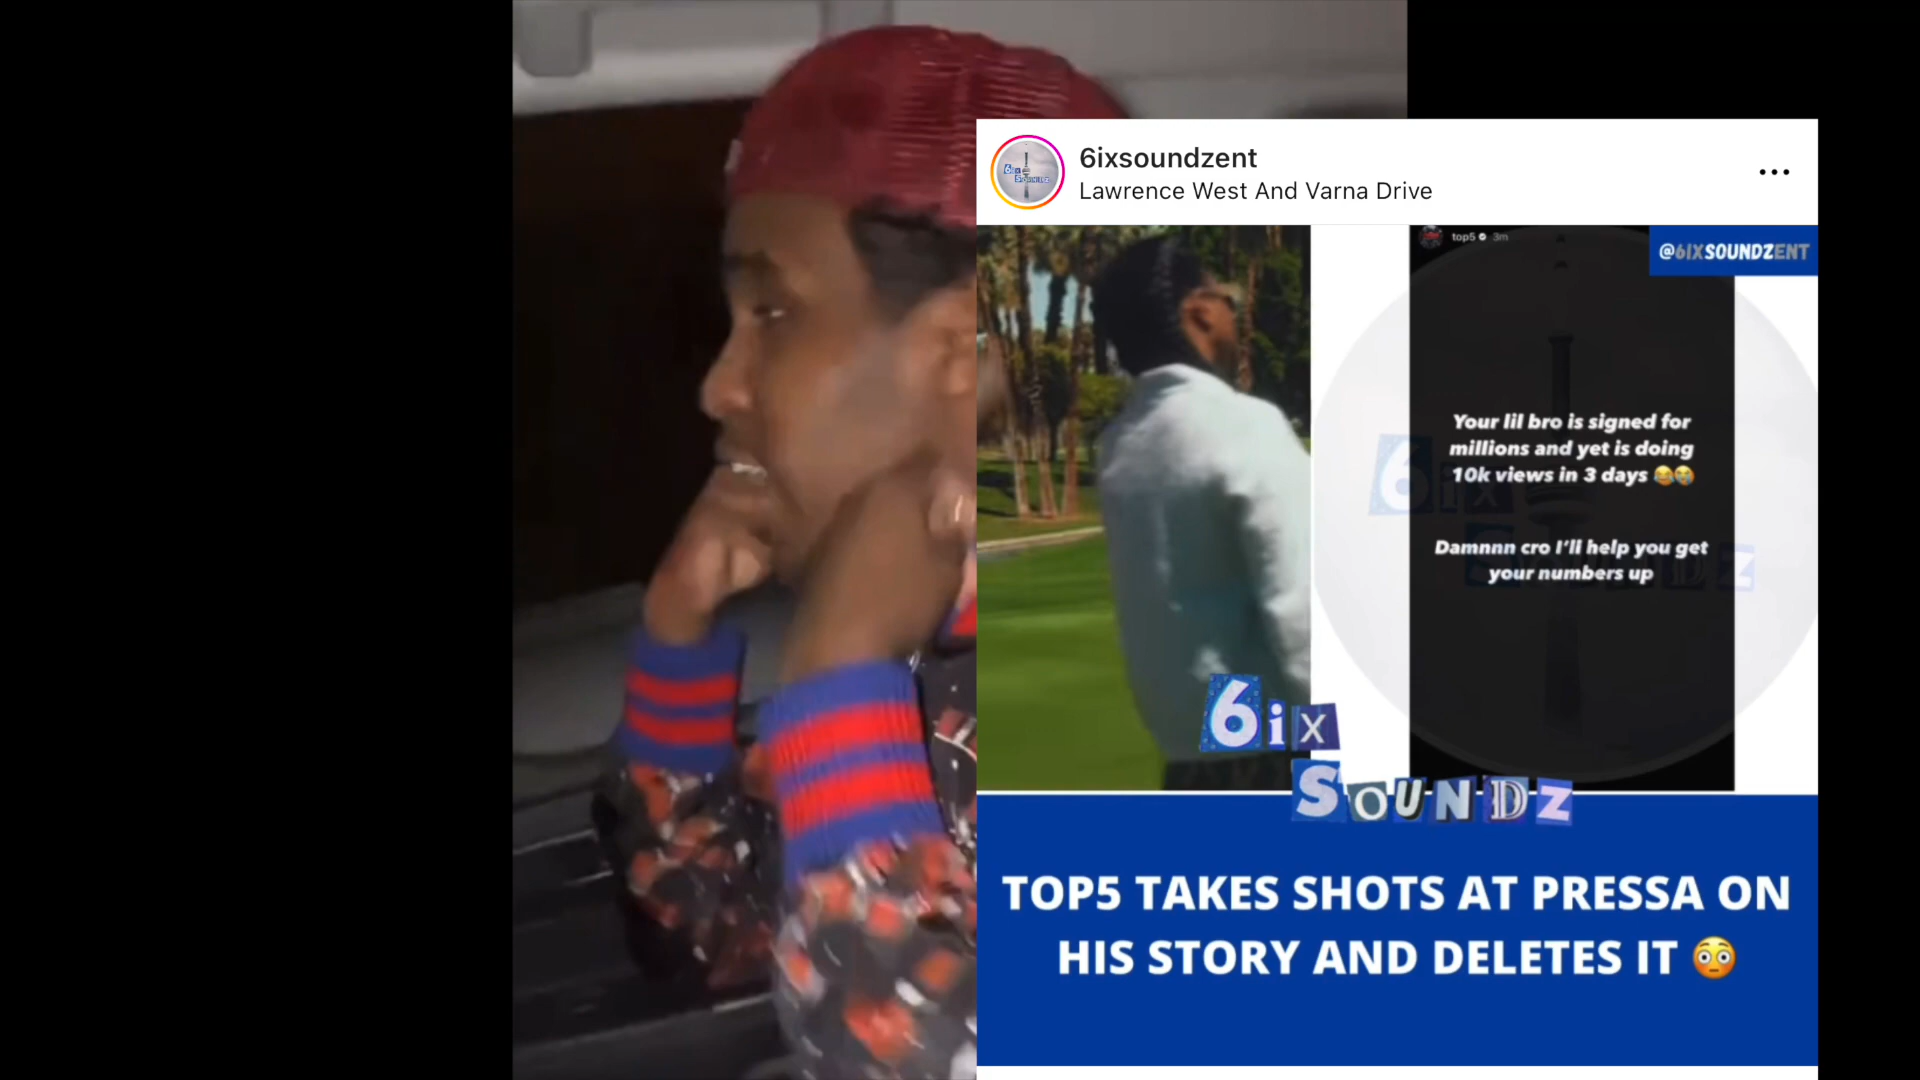 6ixsoundzent
Lawrence West And Varna Drive
top5 3m
@6IXSOUNDZENT
Your lil bro is signed for
millions and yet is doing
10k views in 3 days 😂😂
Damnnn cro I'll help you get
your numbers up
6ix
SOUNDZ
TOP5 TAKES SHOTS AT PRESSA ON
HIS STORY AND DELETES IT 😳